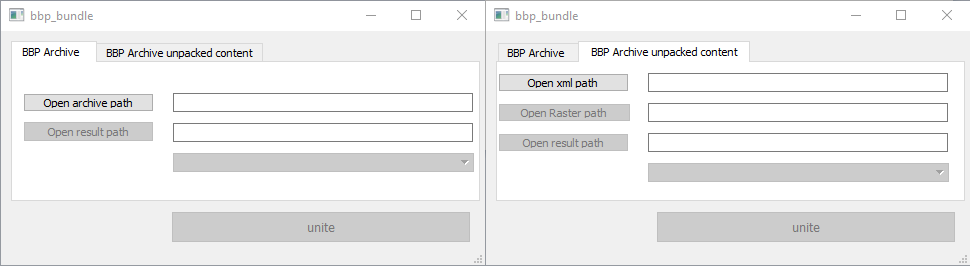 bbp_bundle
BBP Archive
BBP Archive unpacked content
Open archive path
Open result path
unite
bbp_bundle
BBP Archive
BBP Archive unpacked content
Open xml path
Open Raster path
Open result path
unite